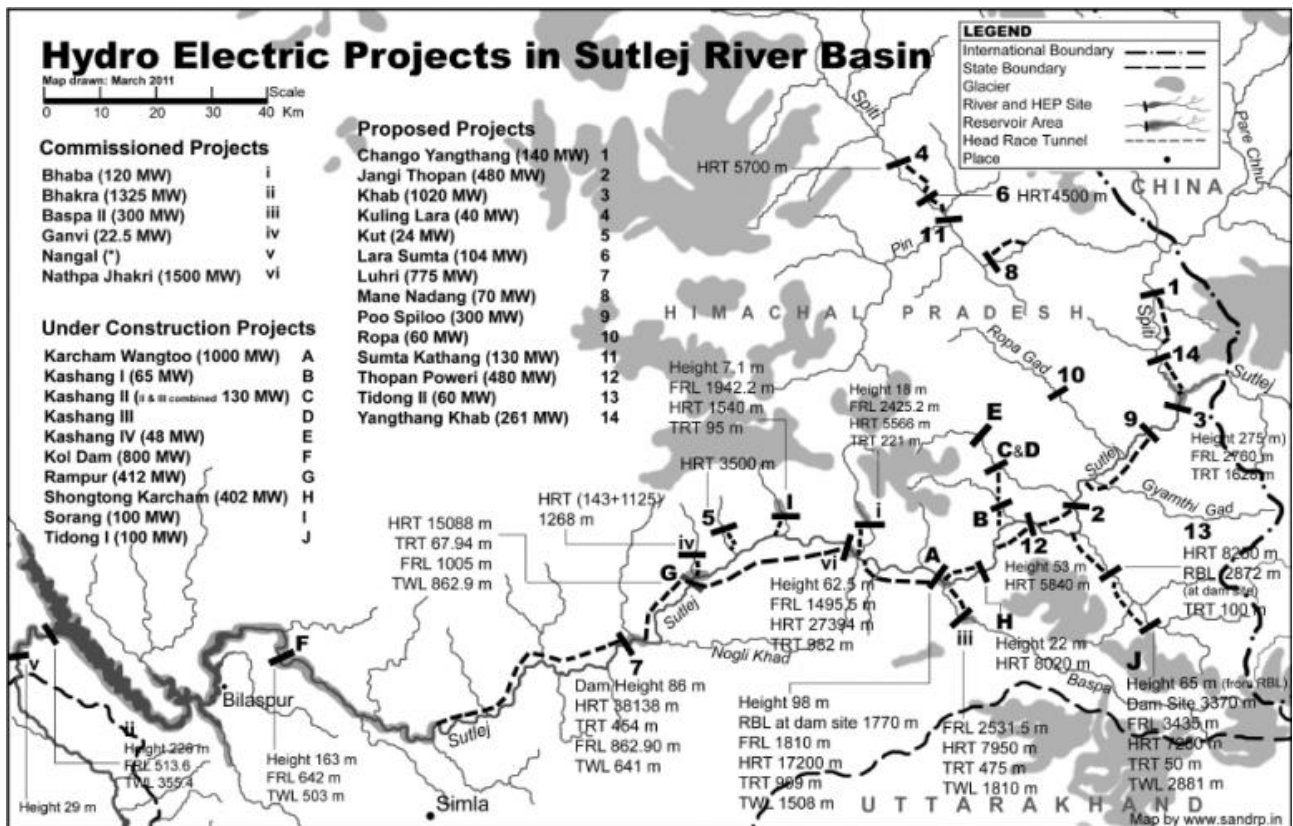 Hydro Electric Projects in Sutlej River Basin
Map drawn: March 2011
Scale
0 10 20 30 40 Km
Commissioned Projects
Bhaba (120 MW) i
Bhakra (1325 MW) ii
Baspa II (300 MW) iii
Ganvi (22.5 MW) iv
Nangal (*) v
Nathpa Jhakri (1500 MW) vi
Under Construction Projects
Karcham Wangtoo (1000 MW) A
Kashang I (65 MW) B
Kashang II (II & III combined 130 MW) C
Kashang III D
Kashang IV (48 MW) E
Kol Dam (800 MW) F
Rampur (412 MW) G
Shongtong Karcham (402 MW) H
Sorang (100 MW) I
Tidong I (100 MW) J
Proposed Projects
Chango Yangthang (140 MW) 1
Jangi Thopan (480 MW) 2
Khab (1020 MW) 3
Kuling Lara (40 MW) 4
Kut (24 MW) 5
Lara Sumta (104 MW) 6
Luhri (775 MW) 7
Mane Nadang (70 MW) 8
Poo Spiloo (300 MW) 9
Ropa (60 MW) 10
Sumta Kathang (130 MW) 11
Thopan Poweri (480 MW) 12
Tidong II (60 MW) 13
Yangthang Khab (261 MW) 14
LEGEND
International Boundary
State Boundary
Glacier
River and HEP Site
Reservoir Area
Head Race Tunnel
Place
Spiti
Pare Chhu
CHINA
HRT 5700 m
4
6
HRT4500 m
11
Pin
8
1
Spiti
14
Sutlej
HIMACHAL PRADESH
Ropa Gad
10
9
3
Height 275 m)
FRL 2760 m
TRT 1628 m
Sutlej
Gyamthi Gad
Height 7.1 m
FRL 1942.2 m
HRT 1540 m
TRT 95 m
Height 18 m
FRL 2425.2 m
HRT 5566 m
TRT 221 m
E
C&D
B
2
12
13
HRT 8260 m
RBL 2872 m
(at dam site)
TRT 100 m
HRT 3500 m
5
I
i
HRT (143+1125)
1268 m
iv
HRT 15088 m
TRT 67.94 m
FRL 1005 m
TWL 862.9 m
G
Sutlej
vi
Height 62.5 m
FRL 1495.5 m
HRT 27394 m
TRT 982 m
A
Height 53 m
HRT 5840 m
H
Height 22 m
HRT 8020 m
iii
Baspa
J
Height 65 m (from RBL)
Dam Site 3370 m
FRL 3435 m
HRT 7260 m
TRT 50 m
TWL 2881 m
7
Nogli Khad
Dam Height 86 m
HRT 38138 m
TRT 454 m
FRL 862.90 m
TWL 641 m
Height 98 m
RBL at dam site 1770 m
FRL 1810 m
HRT 17200 m
TRT 999 m
TWL 1508 m
FRL 2531.5 m
HRT 7950 m
TRT 475 m
TWL 1810 m
F
v
Bilaspur
Sutlej
ii
Height 226 m
FRL 513.6
TWL 355.4
Height 29 m
Height 163 m
FRL 642 m
TWL 503 m
Simla
UTTARAKHAND
Map by www.sandrp.in